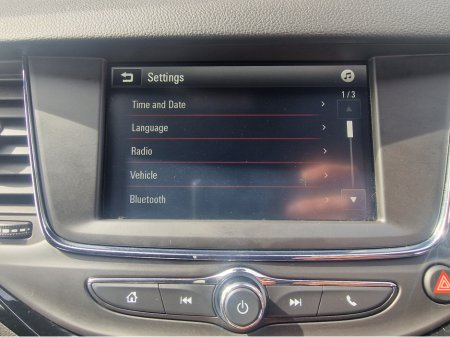 Settings
1/3
Time and Date
Language
Radio
Vehicle
Bluetooth